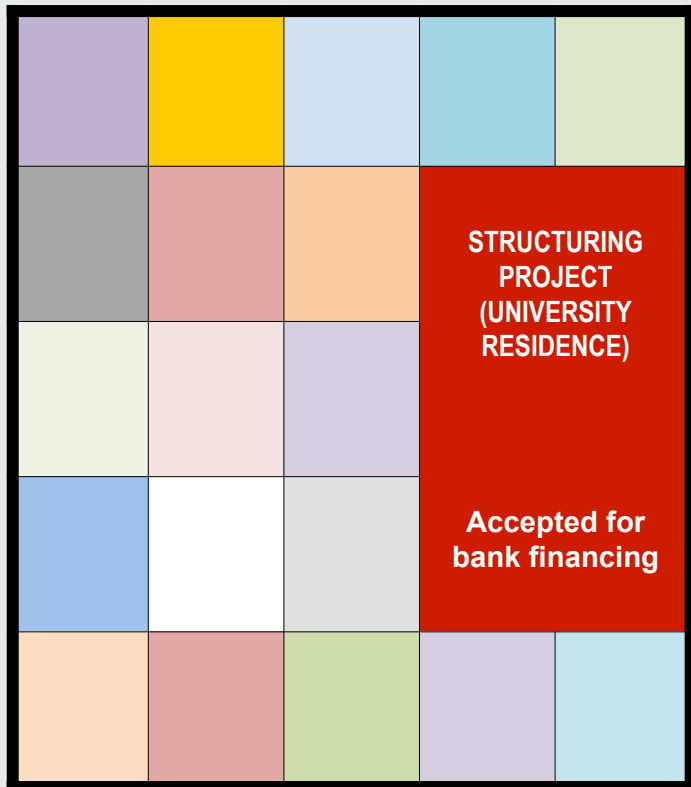 STRUCTURING
PROJECT
(UNIVERSITY
RESIDENCE)
Accepted for
bank financing